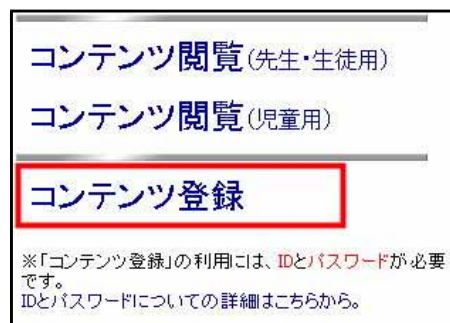 コンテンツ閲覧(先生・生徒用)
コンテンツ閲覧(児童用)
コンテンツ登録
※「コンテンツ登録」の利用には、IDとパスワードが必要
です。
IDとパスワードについての詳細はこちらから。